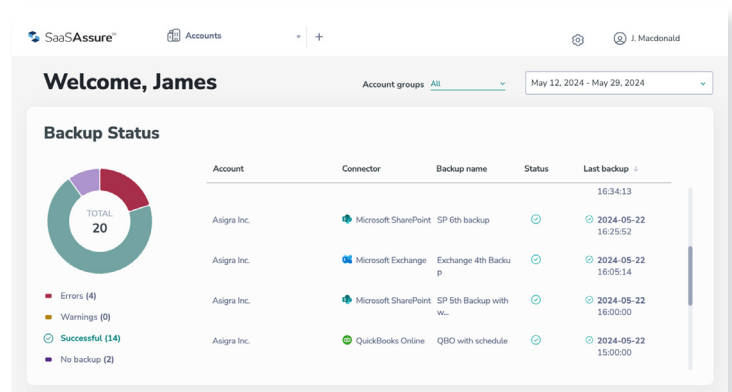 SaaSAssure™ Accounts + J. Macdonald
Welcome, James
Account groups All May 12, 2024 - May 29, 2024
Backup Status
Account Connector Backup name Status Last backup
16:34:13
TOTAL
20
Asigra Inc. Microsoft SharePoint SP 6th backup 2024-05-22
16:25:52
Asigra Inc. Microsoft Exchange Exchange 4th Backu 2024-05-22
p 16:05:14
Errors (4)
Asigra Inc. Microsoft SharePoint SP 5th Backup with 2024-05-22
w... 16:00:00
Warnings (0)
Successful (14)
Asigra Inc. QuickBooks Online QBO with schedule 2024-05-22
15:00:00
No backup (2)